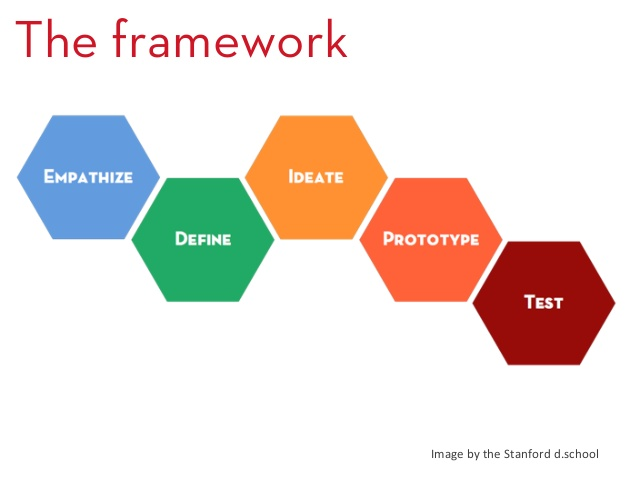 The framework
Empathize
Define
Ideate
Prototype
Test
Image by the Stanford d.school